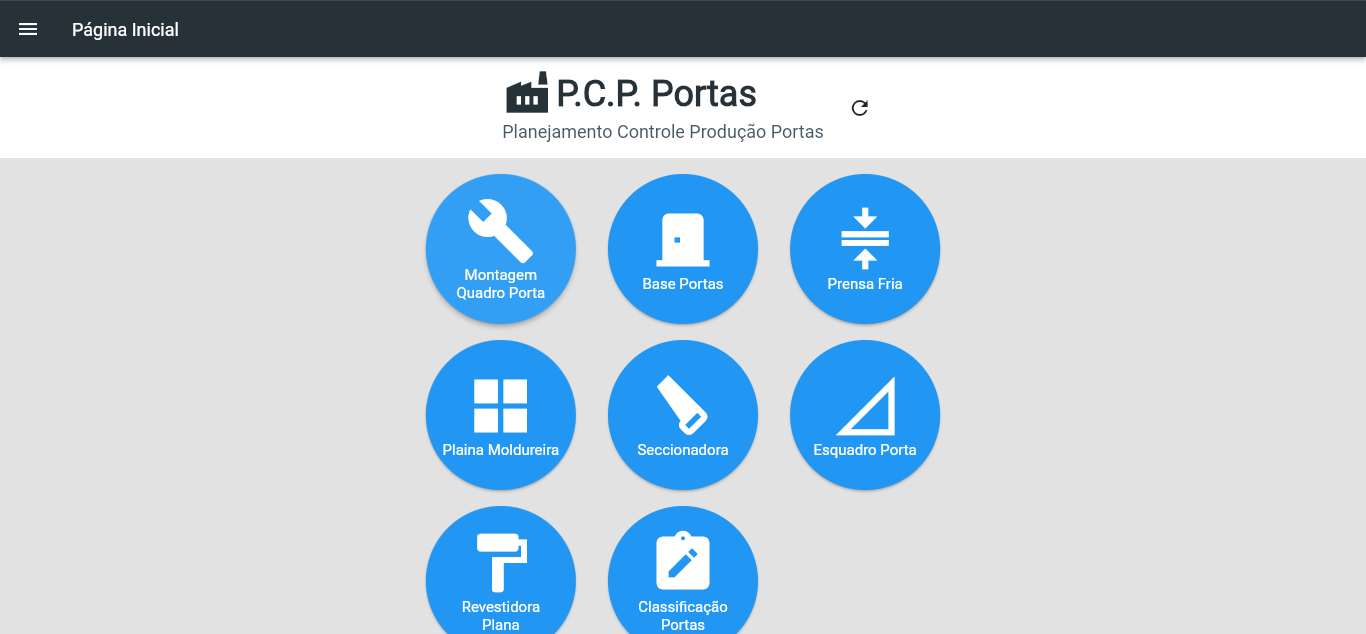 Página Inicial
P.C.P. Portas
Planejamento Controle Produção Portas
Montagem
Quadro Porta
Base Portas
Prensa Fria
Plaina Moldureira
Seccionadora
Esquadro Porta
Revestidora
Plana
Classificação
Portas